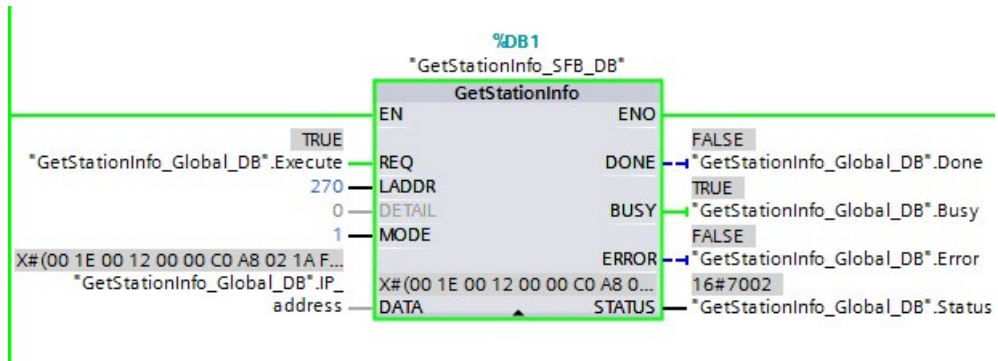 %DB1
"GetStationInfo_SFB_DB"
GetStationInfo
EN ENO
TRUE FALSE
"GetStationInfo_Global_DB".Execute REQ DONE "GetStationInfo_Global_DB".Done
270 LADDR TRUE
0 DETAIL BUSY "GetStationInfo_Global_DB".Busy
1 MODE FALSE
X#(00 1E 00 12 00 00 C0 A8 02 1A F... ERROR "GetStationInfo_Global_DB".Error
"GetStationInfo_Global_DB".IP_ X#(00 1E 00 12 00 00 C0 A8 0... 16#7002
address DATA STATUS "GetStationInfo_Global_DB".Status